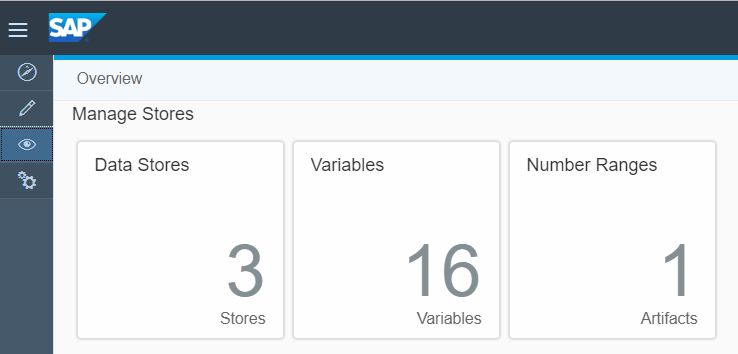 SAP
Overview
Manage Stores
Data Stores
3
Stores
Variables
16
Variables
Number Ranges
1
Artifacts